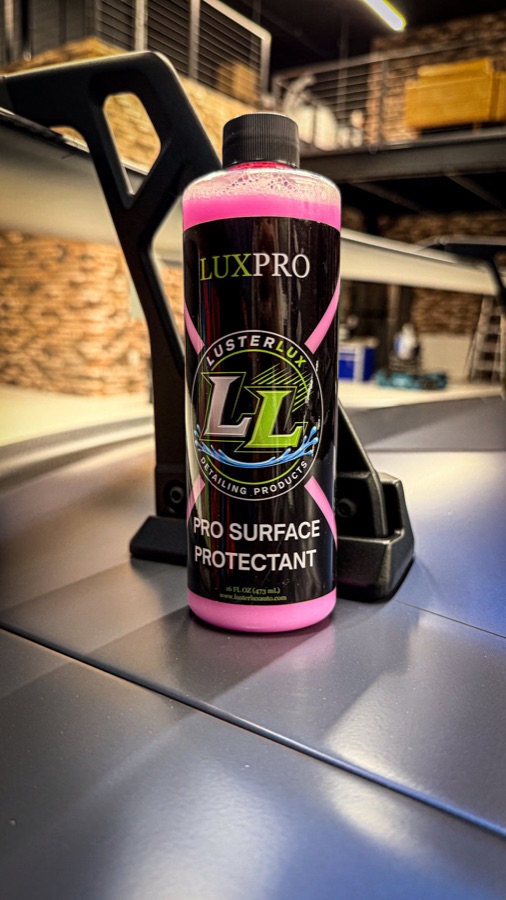 LUXPRO
LUSTERLUX
LL
DETAILING PRODUCTS
PRO SURFACE
PROTECTANT
16 FL OZ (473 mL)
www.lusterluxauto.com